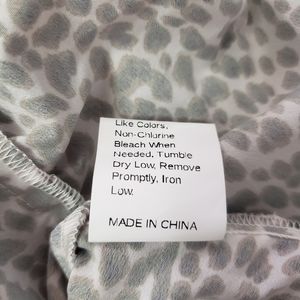 Like Colors,
Non-Chlorine
Bleach When
Needed, Tumble
Dry Low, Remove
Promptly, Iron
Low.
MADE IN CHINA